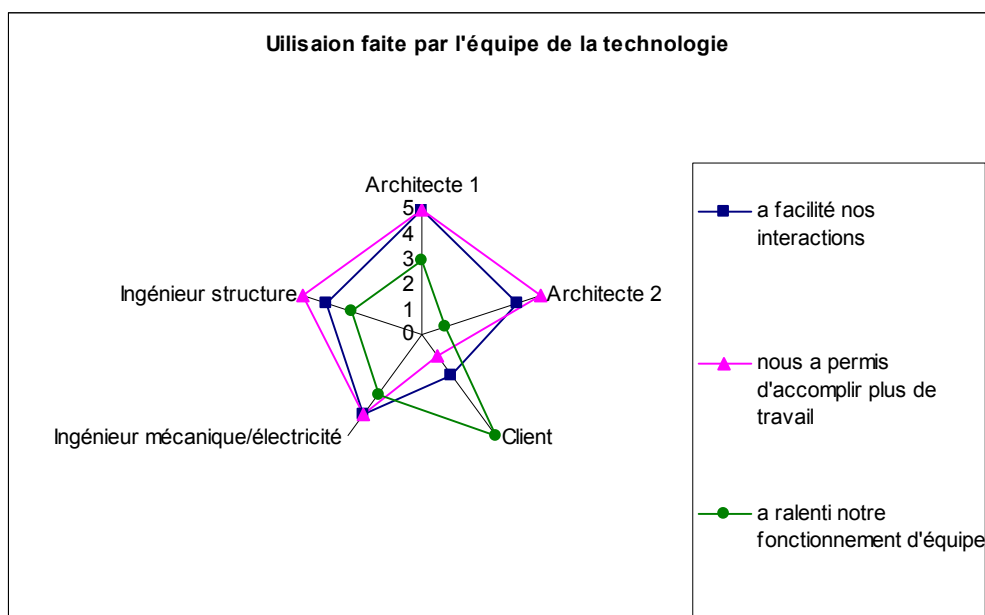 Uilisaion faite par l'équipe de la technologie
Architecte 1
5
4
3
2
1
0
Ingénieur structure
Architecte 2
Ingénieur mécanique/électricité
Client
a facilité nos
interactions
nous a permis
d'accomplir plus de
travail
a ralenti notre
fonctionnement d'équipe